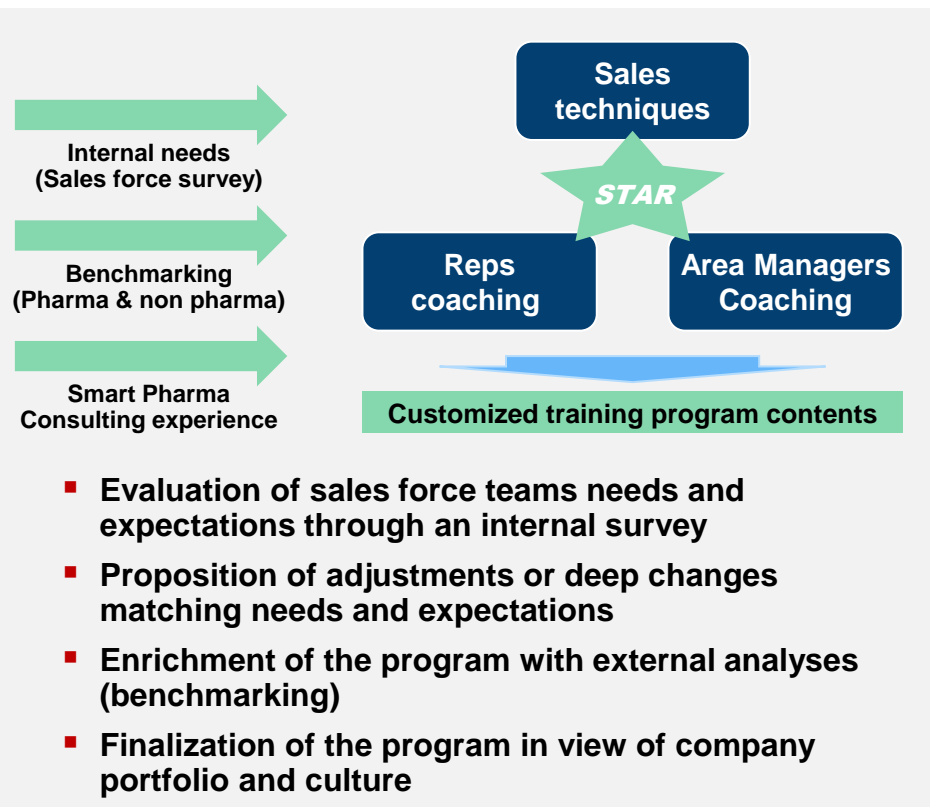 Sales
techniques
Internal needs
(Sales force survey)
STAR
Benchmarking
(Pharma & non pharma)
Reps
coaching
Area Managers
Coaching
Smart Pharma
Consulting experience
Customized training program contents
▪ Evaluation of sales force teams needs and
expectations through an internal survey
▪ Proposition of adjustments or deep changes
matching needs and expectations
▪ Enrichment of the program with external analyses
(benchmarking)
▪ Finalization of the program in view of company
portfolio and culture